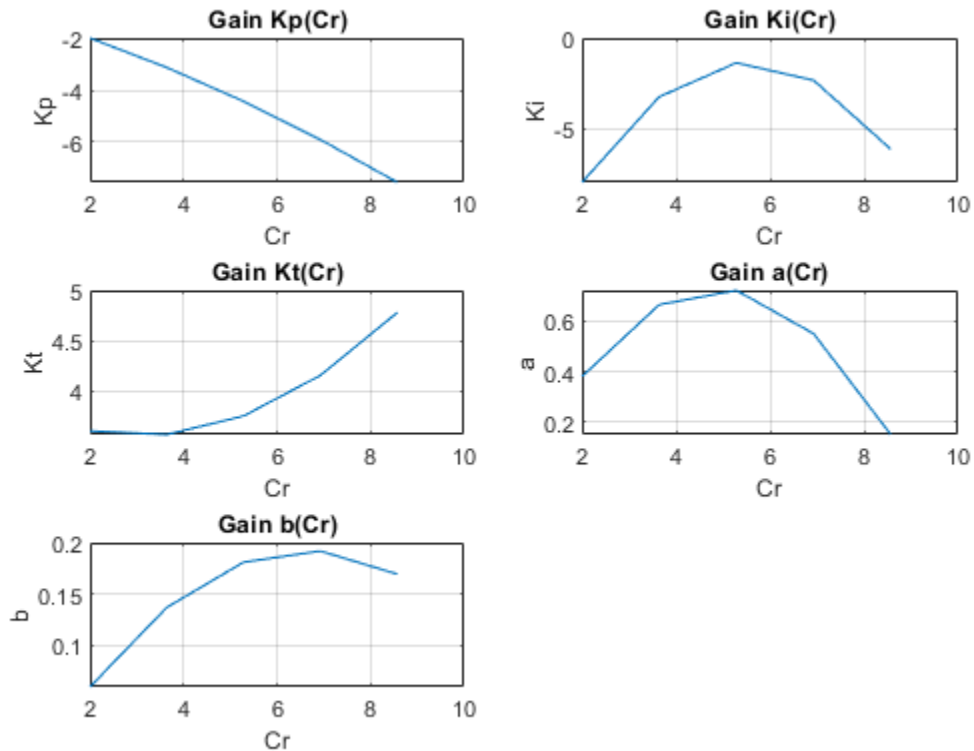 Gain Kp(Cr)
-2
-4
-6
Kp
2 4 6 8 10
Cr
Gain Ki(Cr)
0
-5
Ki
2 4 6 8 10
Cr
Gain Kt(Cr)
5
4.5
4
Kt
2 4 6 8 10
Cr
Gain a(Cr)
0.6
0.4
0.2
a
2 4 6 8 10
Cr
Gain b(Cr)
0.2
0.15
0.1
b
2 4 6 8 10
Cr